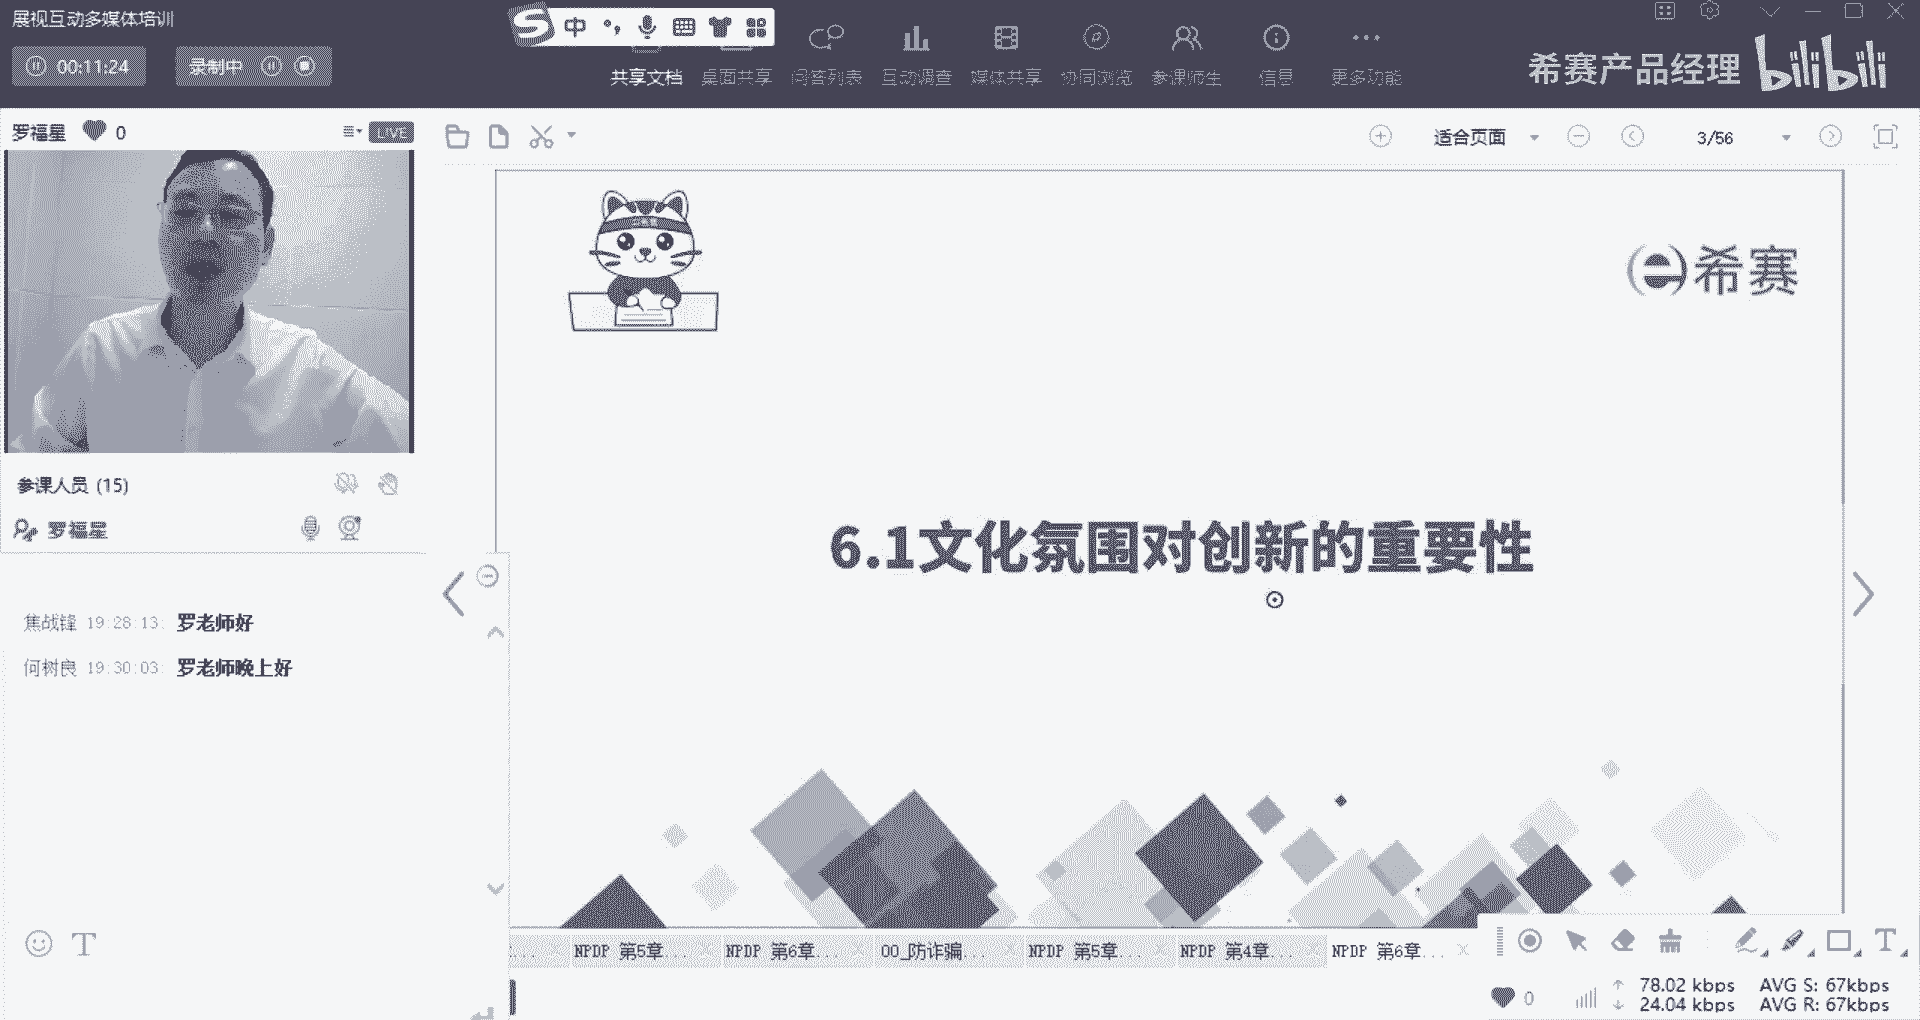 展视互动多媒体培训
中
00:11:24
录制中
共享文档
桌面共享
问答列表
互动调查
媒体共享
协同浏览
参课师生
信息
更多功能
希赛产品经理
bilibili
罗福星
0
LIVE
适合页面
3/56
e希赛
参课人员 (15)
罗福星
6.1文化氛围对创新的重要性
焦战锋 19:28:13: 罗老师好
何树良 19:30:03: 罗老师晚上好
NPDP 第5章...
NPDP 第6章...
00_防诈骗...
NPDP 第5章...
NPDP 第4章...
NPDP 第6章...
0
78.02 kbps AVG S: 67kbps
24.04 kbps AVG R: 67kbps